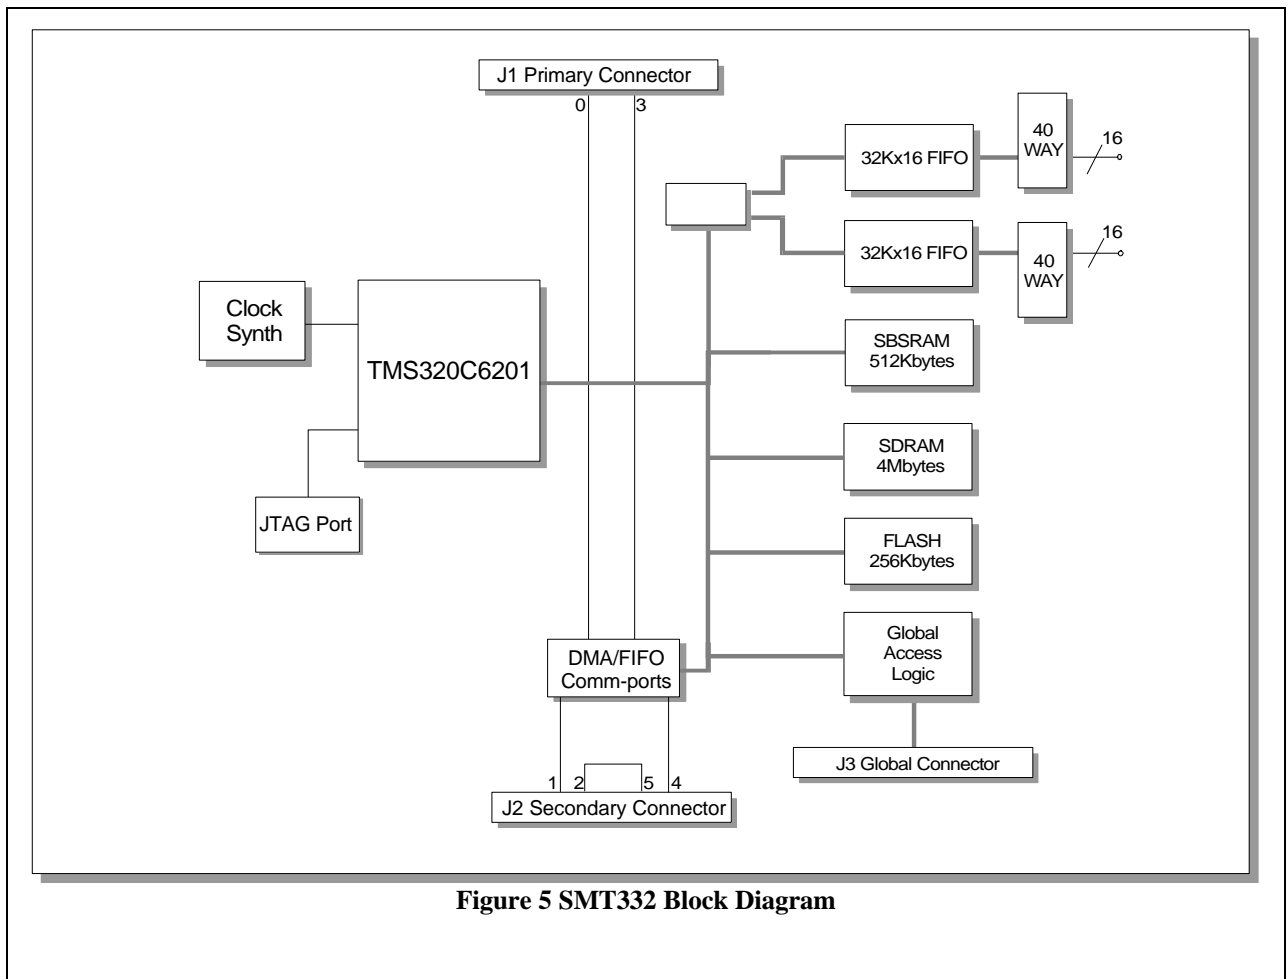 J1 Primary Connector
0
3
32Kx16 FIFO
40
WAY
16
32Kx16 FIFO
40
WAY
16
Clock
Synth
TMS320C6201
SBSRAM
512Kbytes
SDRAM
4Mbytes
JTAG Port
FLASH
256Kbytes
DMA/FIFO
Comm-ports
Global
Access
Logic
1
2
5
4
J2 Secondary Connector
J3 Global Connector
Figure 5 SMT332 Block Diagram